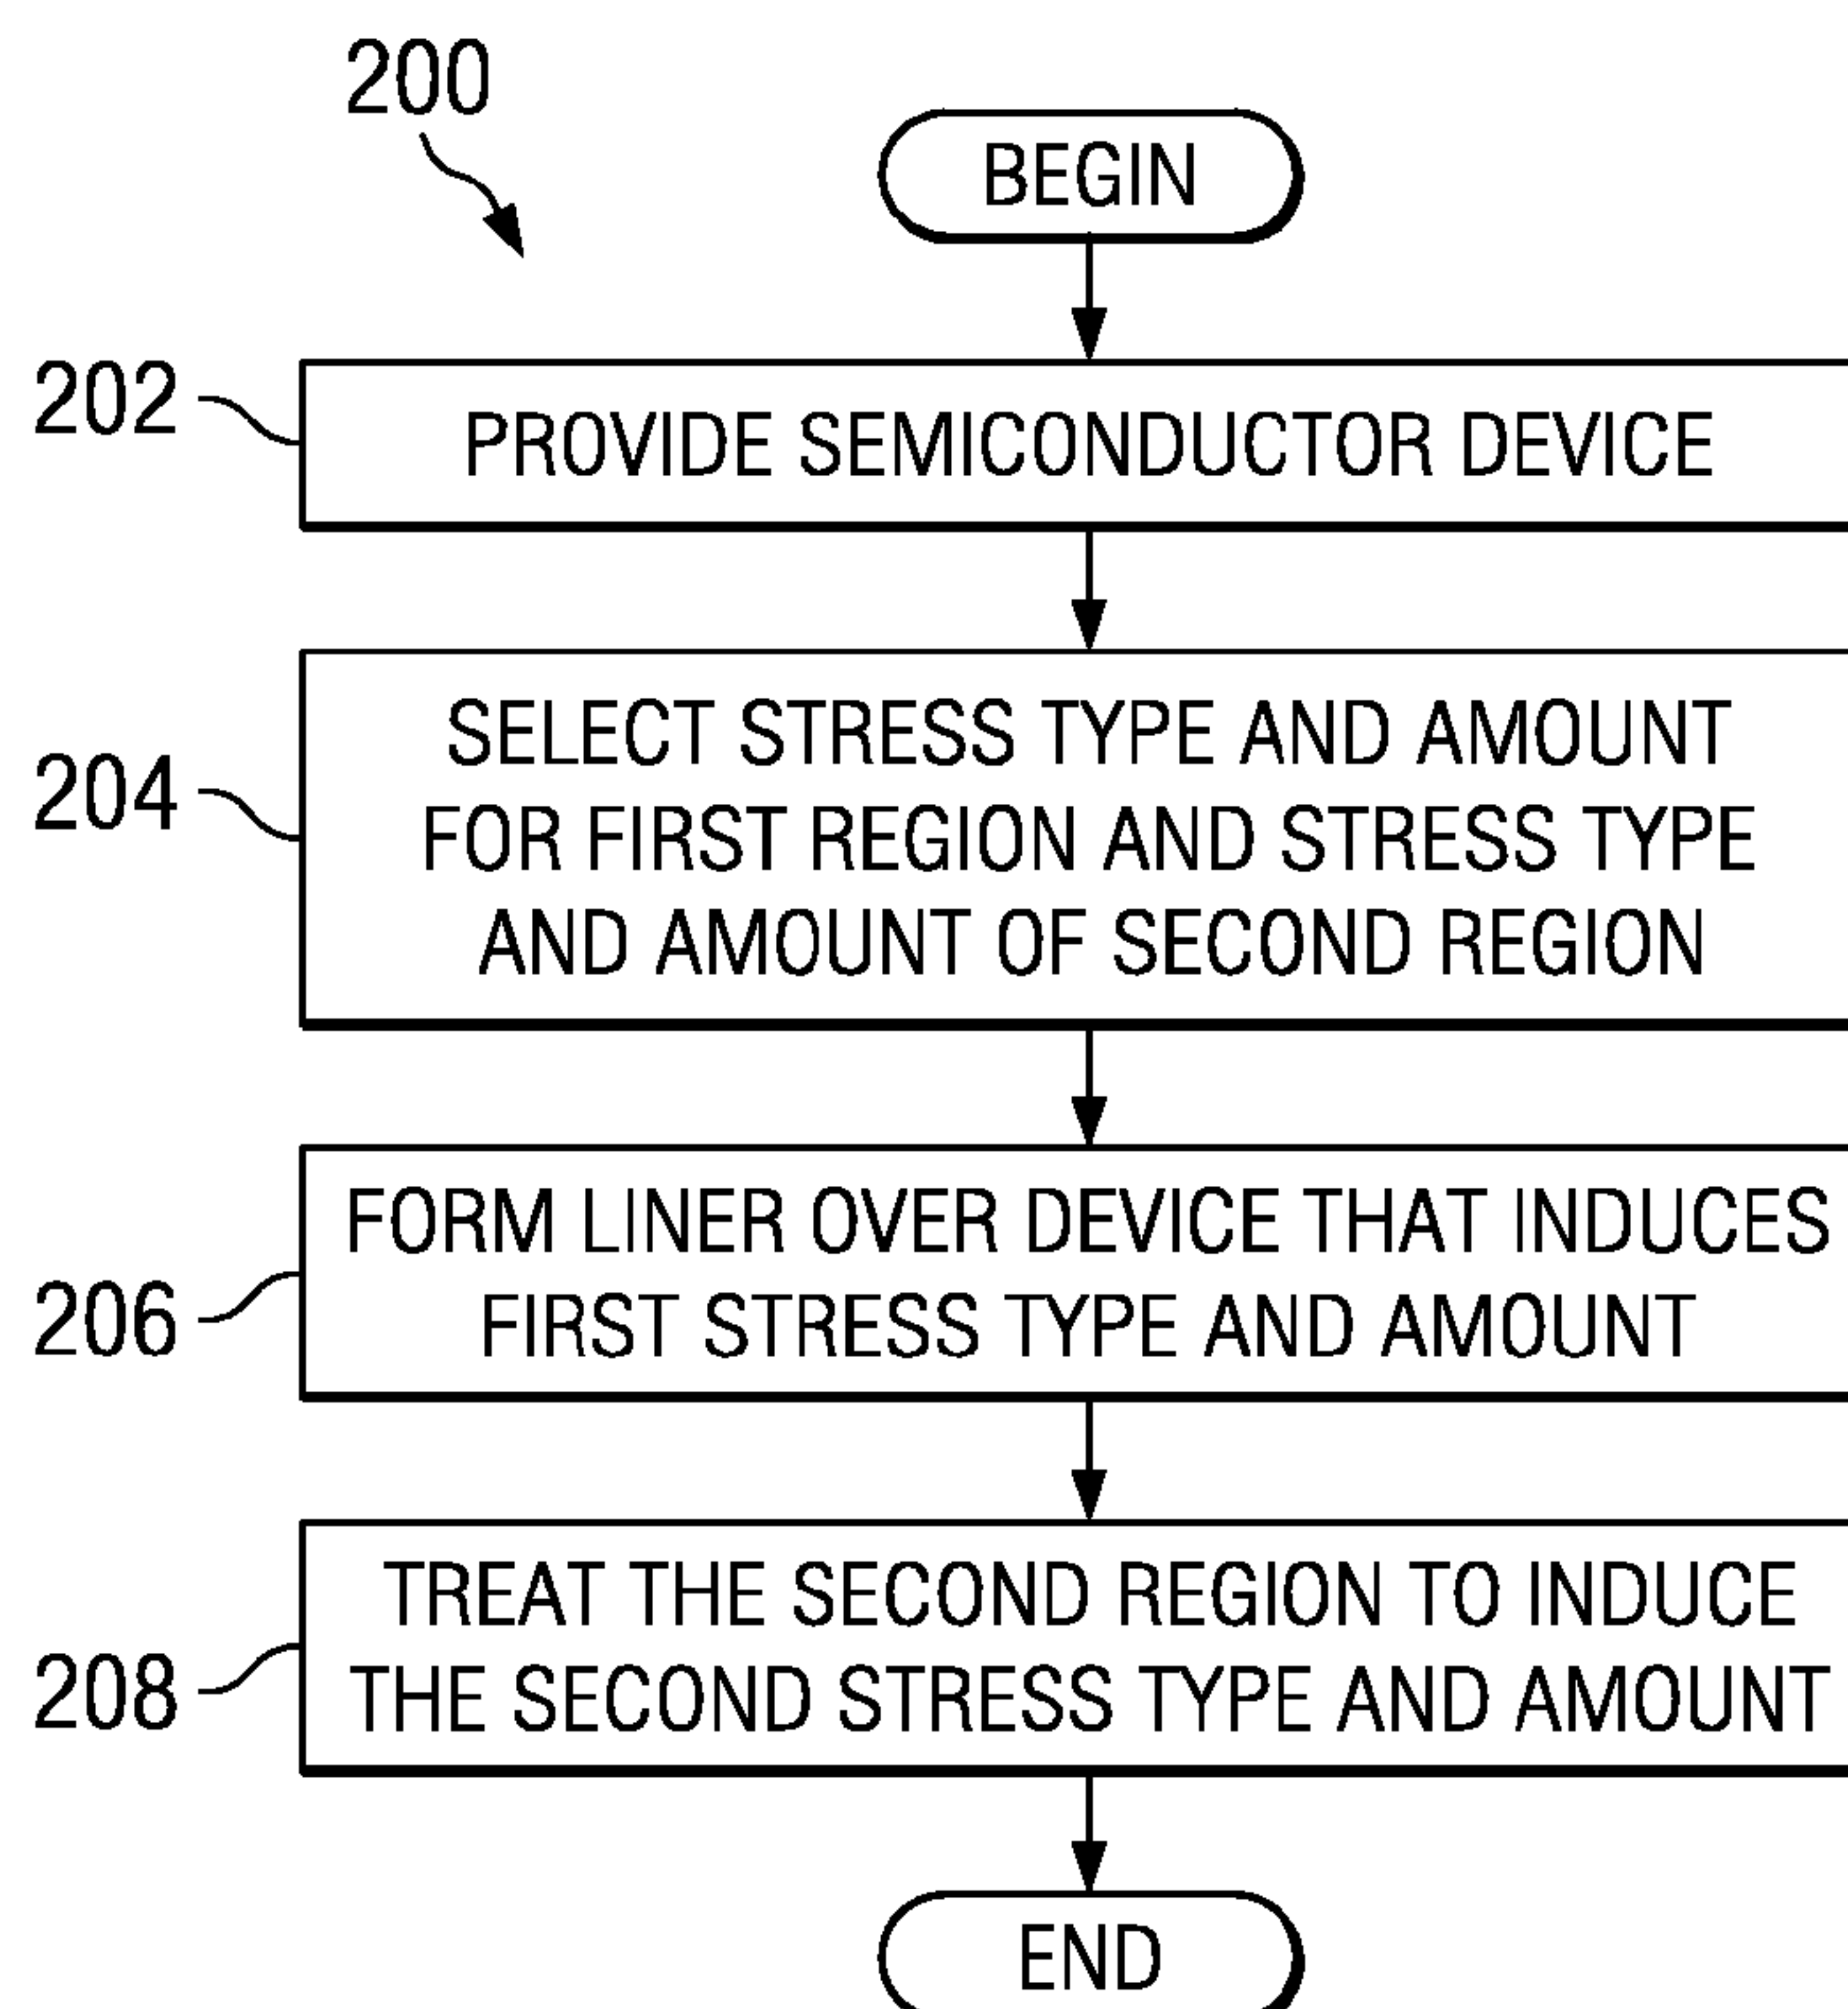 200
BEGIN
202
PROVIDE SEMICONDUCTOR DEVICE
204
SELECT STRESS TYPE AND AMOUNT
FOR FIRST REGION AND STRESS TYPE
AND AMOUNT OF SECOND REGION
206
FORM LINER OVER DEVICE THAT INDUCES
FIRST STRESS TYPE AND AMOUNT
208
TREAT THE SECOND REGION TO INDUCE
THE SECOND STRESS TYPE AND AMOUNT
END